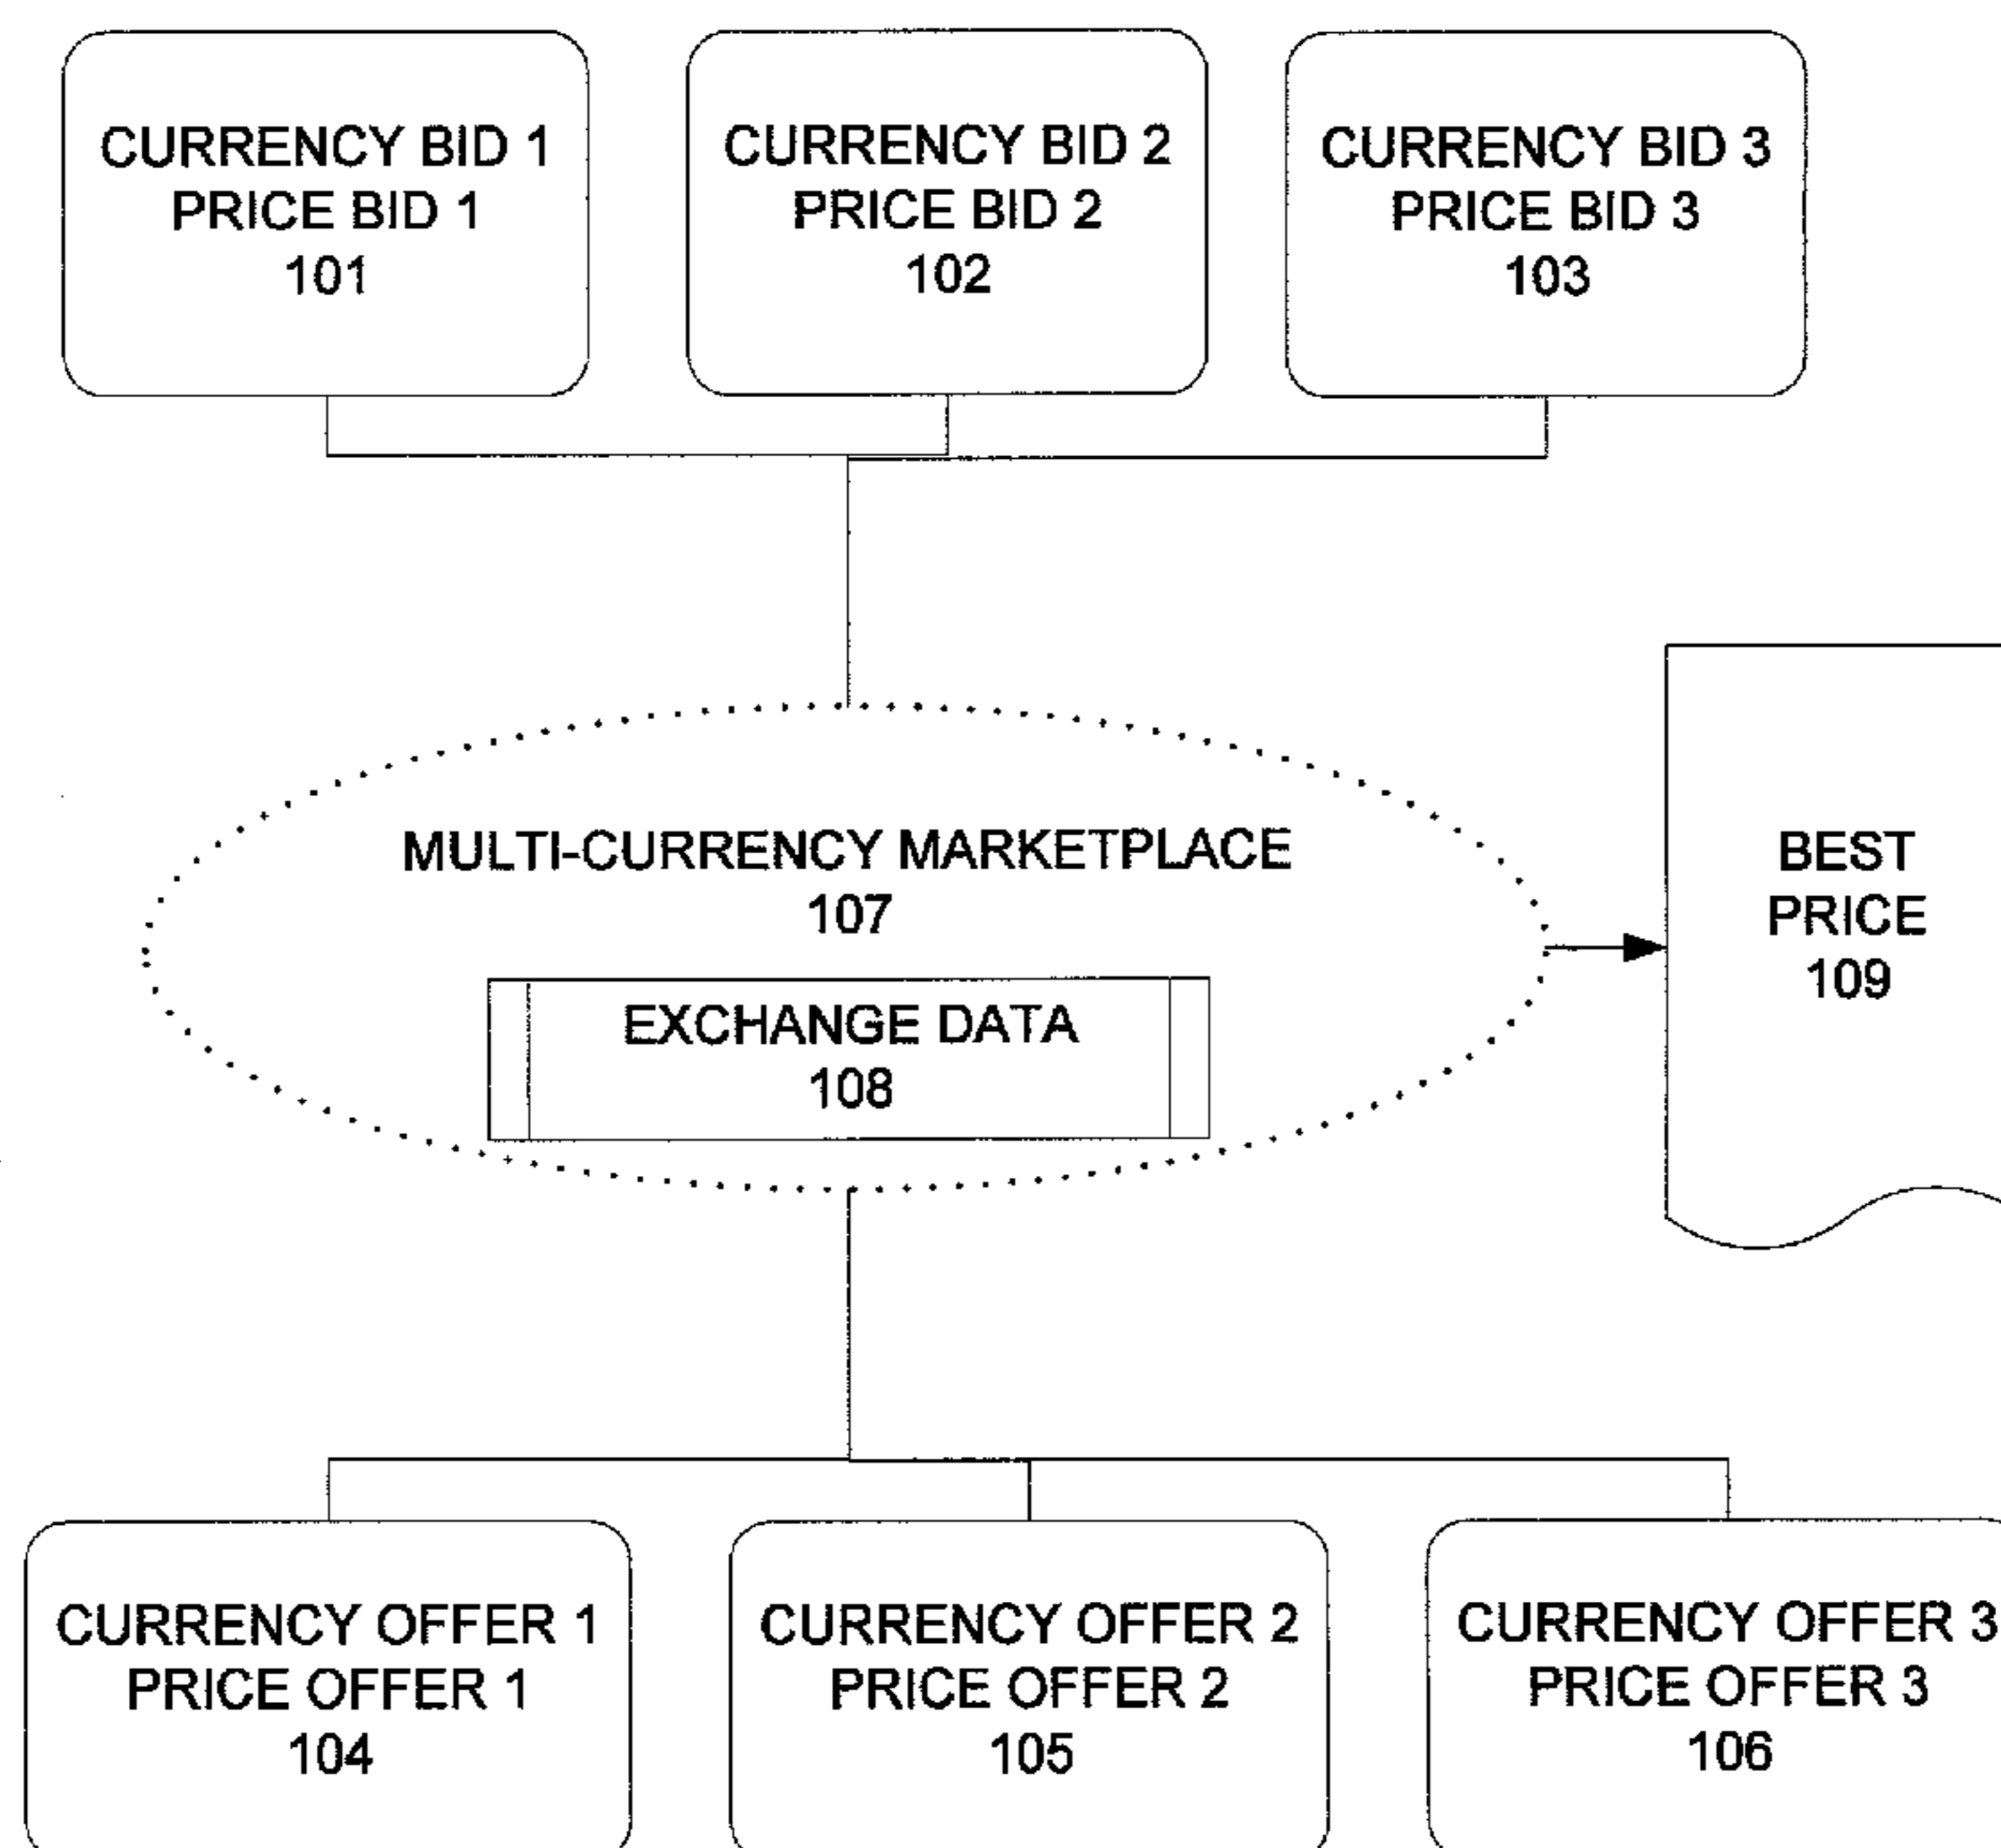 CURRENCY BID 1
PRICE BID 1
101
CURRENCY BID 2
PRICE BID 2
102
CURRENCY BID 3
PRICE BID 3
103
MULTI-CURRENCY MARKETPLACE
107
EXCHANGE DATA
108
BEST
PRICE
109
CURRENCY OFFER 1
PRICE OFFER 1
104
CURRENCY OFFER 2
PRICE OFFER 2
105
CURRENCY OFFER 3
PRICE OFFER 3
106